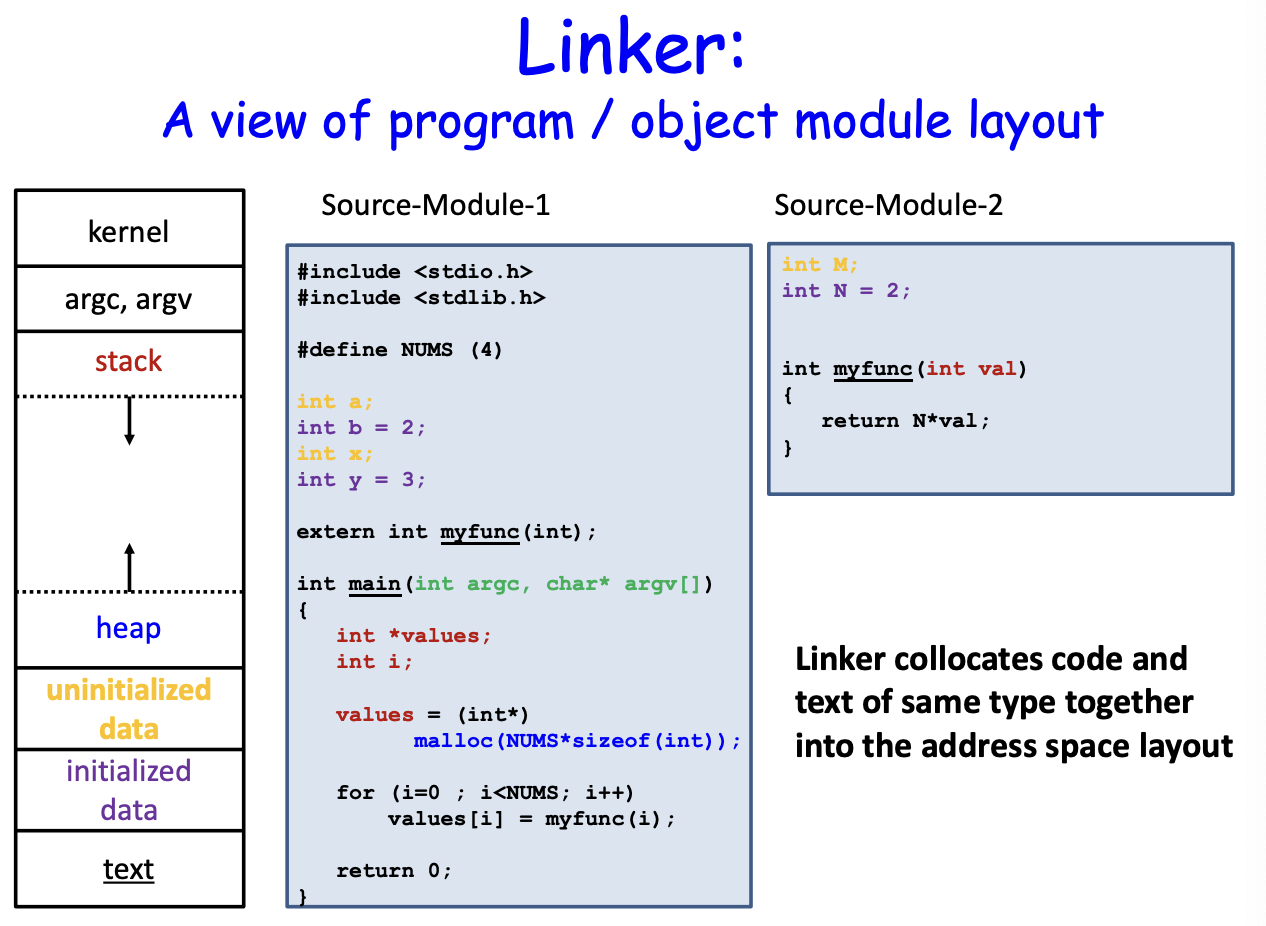 Linker:
A view of program / object module layout
kernel
argc, argv
stack
heap
uninitialized
data
initialized
data
text
Source-Module-1
#include <stdio.h>
#include <stdlib.h>
#define NUMS (4)
int a;
int b = 2;
int x;
int y = 3;
extern int myfunc(int);
int main(int argc, char* argv[])
{
int *values;
int i;
values = (int*)
malloc(NUMS*sizeof(int));
for (i=0 ; i<NUMS; i++)
values[i] = myfunc(i);
return 0;
}
Source-Module-2
int M;
int N = 2;
int myfunc(int val)
{
return N*val;
}
Linker collocates code and
text of same type together
into the address space layout